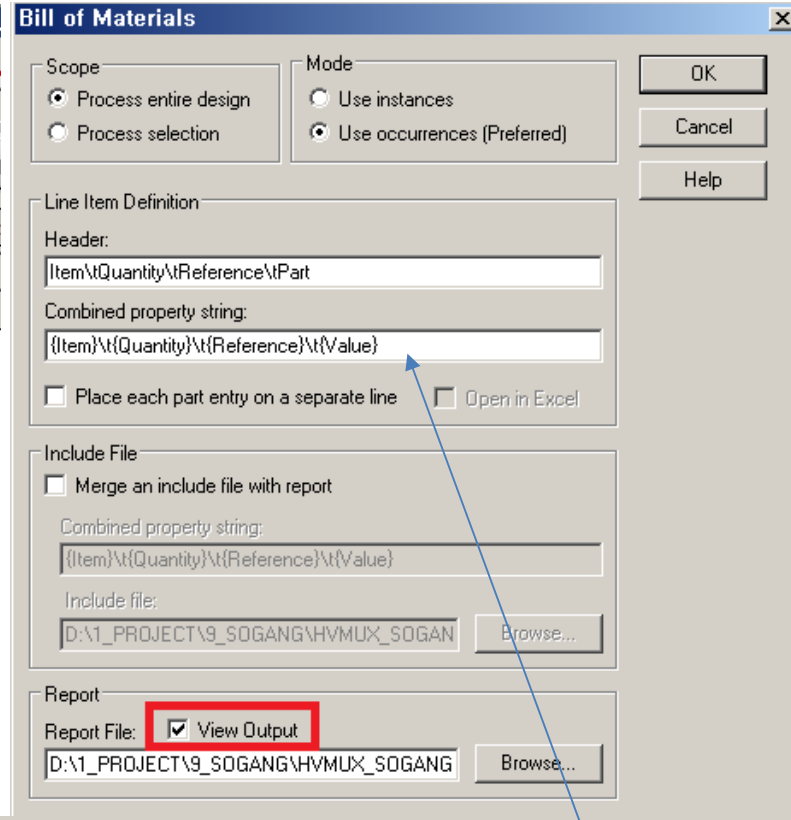 Bill of Materials
Scope
Process entire design
Process selection
Mode
Use instances
Use occurrences (Preferred)
OK
Cancel
Help
Line Item Definition
Header:
Item\tQuantity\tReference\tPart
Combined property string:
{Item}\t{Quantity}\t{Reference}\t{Value}
Place each part entry on a separate line
Open in Excel
Include File
Merge an include file with report
Combined property string:
{Item}\t{Quantity}\t{Reference}\t{Value}
Include file:
D:\1_PROJECT\9_SOGANG\HVMUX_SOGAN
Browse...
Report
Report File:
View Output
D:\1_PROJECT\9_SOGANG\HVMUX_SOGANG
Browse...